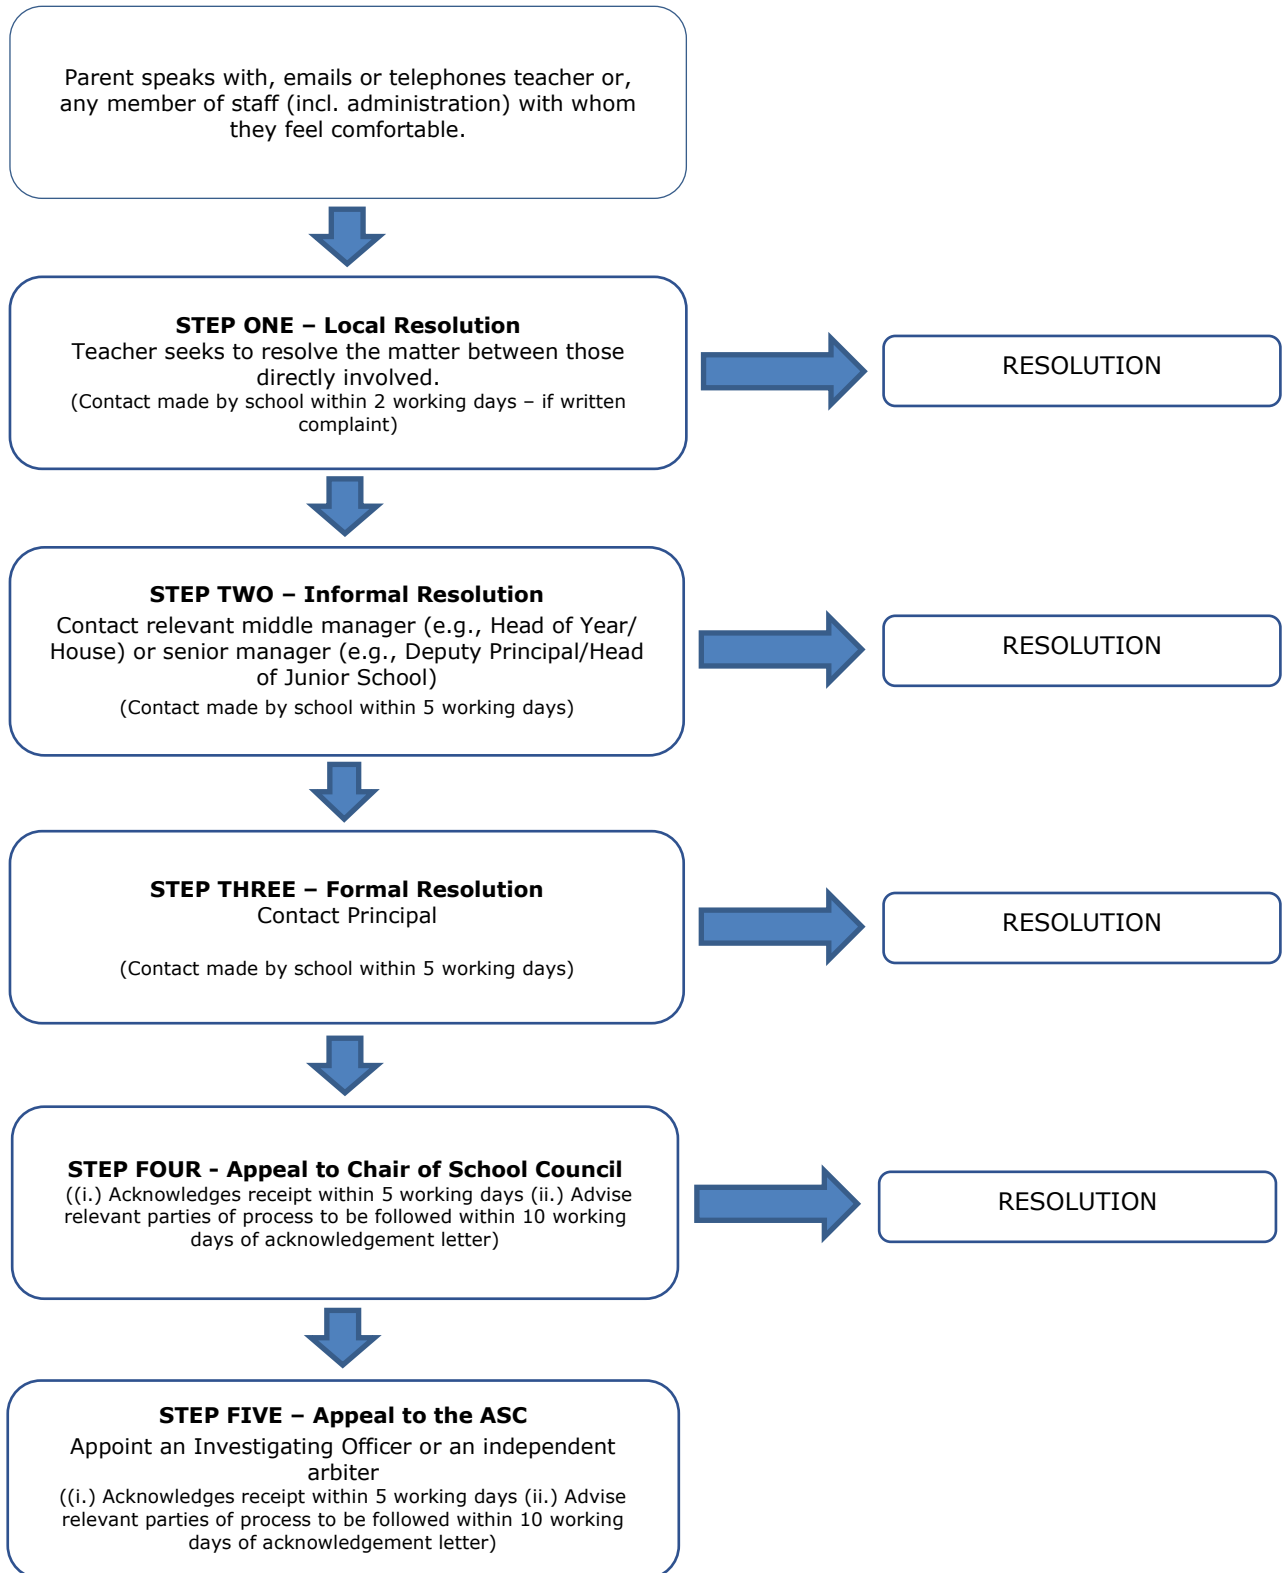 Parent speaks with, emails or telephones teacher or,
any member of staff (incl. administration) with whom
they feel comfortable.
STEP ONE – Local Resolution
Teacher seeks to resolve the matter between those
directly involved.
(Contact made by school within 2 working days – if written
complaint)
RESOLUTION
STEP TWO – Informal Resolution
Contact relevant middle manager (e.g., Head of Year/
House) or senior manager (e.g., Deputy Principal/Head
of Junior School)
(Contact made by school within 5 working days)
RESOLUTION
STEP THREE – Formal Resolution
Contact Principal
(Contact made by school within 5 working days)
RESOLUTION
STEP FOUR - Appeal to Chair of School Council
((i.) Acknowledges receipt within 5 working days (ii.) Advise
relevant parties of process to be followed within 10 working
days of acknowledgement letter)
RESOLUTION
STEP FIVE – Appeal to the ASC
Appoint an Investigating Officer or an independent
arbiter
((i.) Acknowledges receipt within 5 working days (ii.) Advise
relevant parties of process to be followed within 10 working
days of acknowledgement letter)